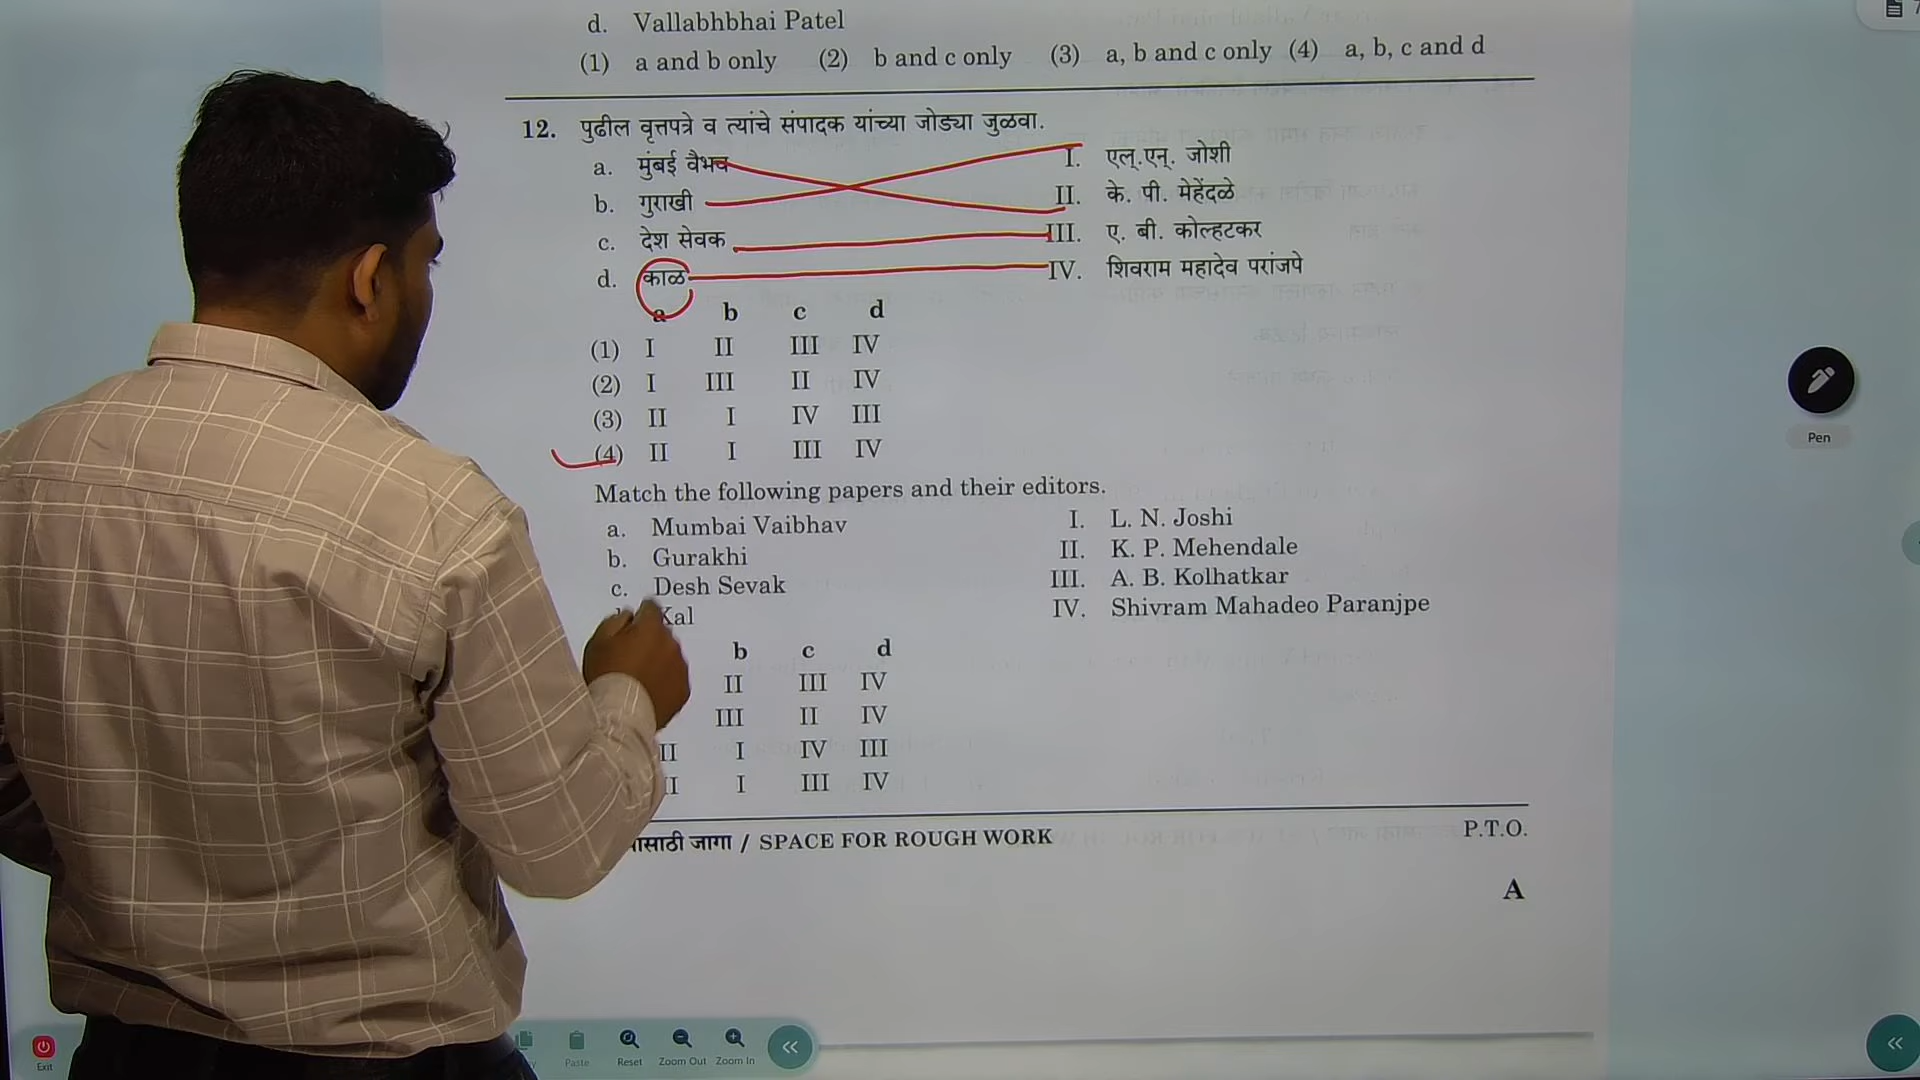 d. Vallabhbhai Patel
(1) a and b only (2) b and c only (3) a, b and c only (4) a, b, c and d
12. पुढील वृत्तपत्रे व त्यांचे संपादक यांच्या जोड्या जुळवा.
a. मुंबई वैभव I. एल्.एन्. जोशी
b. गुराखी II. के. पी. मेहेंदळे
c. देश सेवक III. ए. बी. कोल्हटकर
d. काळ IV. शिवराम महादेव परांजपे
a b c d
(1) I II III IV
(2) I III II IV
(3) II I IV III
(4) II I III IV
Match the following papers and their editors.
a. Mumbai Vaibhav I. L. N. Joshi
b. Gurakhi II. K. P. Mehendale
c. Desh Sevak III. A. B. Kolhatkar
Kal IV. Shivram Mahadeo Paranjpe
b c d
II III IV
III II IV
II I IV III
II I III IV
जागा / SPACE FOR ROUGH WORK P.T.O.
A
Pen
Exit Paste Reset Zoom Out Zoom In